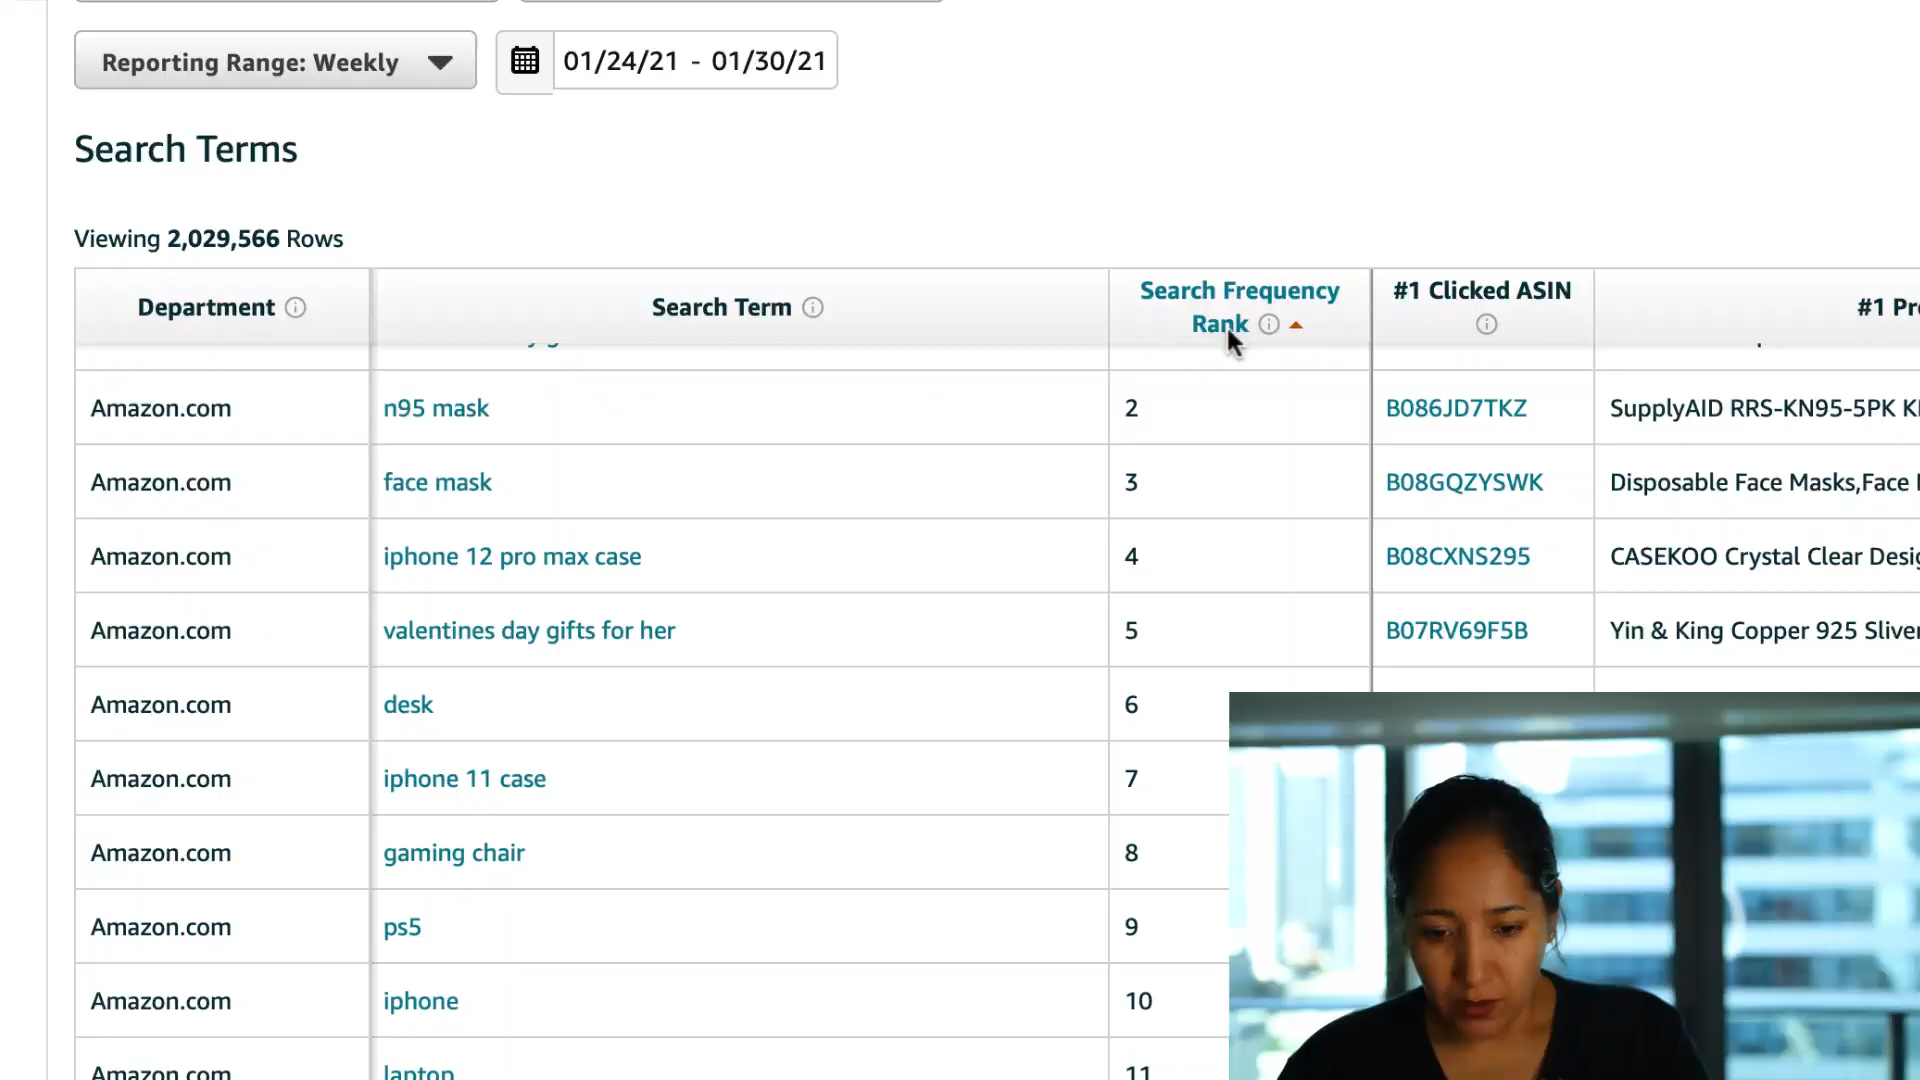 Reporting Range: Weekly
01/24/21 - 01/30/21
Search Terms
Viewing 2,029,566 Rows
Department Search Term Search Frequency Rank #1 Clicked ASIN #1 Pr
Amazon.com n95 mask 2 B086JD7TKZ SupplyAID RRS-KN95-5PK
Amazon.com face mask 3 B08GQZYSWK Disposable Face Masks,Face
Amazon.com iphone 12 pro max case 4 B08CXNS295 CASEKOO Crystal Clear Desig
Amazon.com valentines day gifts for her 5 B07RV69F5B Yin & King Copper 925 Sliver
Amazon.com desk 6
Amazon.com iphone 11 case 7
Amazon.com gaming chair 8
Amazon.com ps5 9
Amazon.com iphone 10
Amazon.com laptop 11